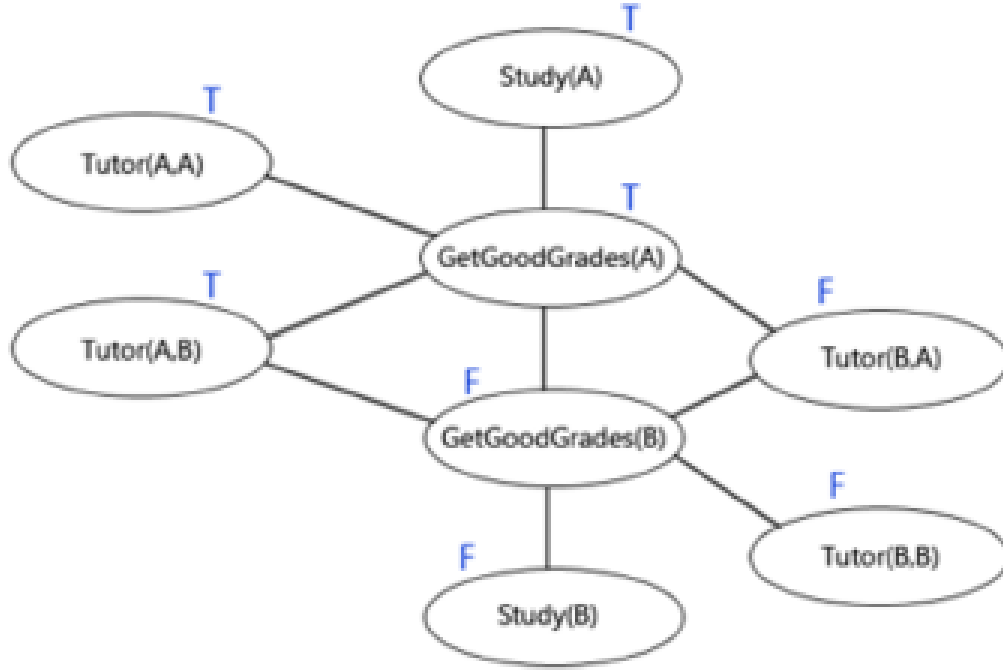 T
Study(A)
T
Tutor(A,A)
T
GetGoodGrades(A)
T
Tutor(A,B)
F
Tutor(B,A)
F
GetGoodGrades(B)
F
Tutor(B,B)
F
Study(B)